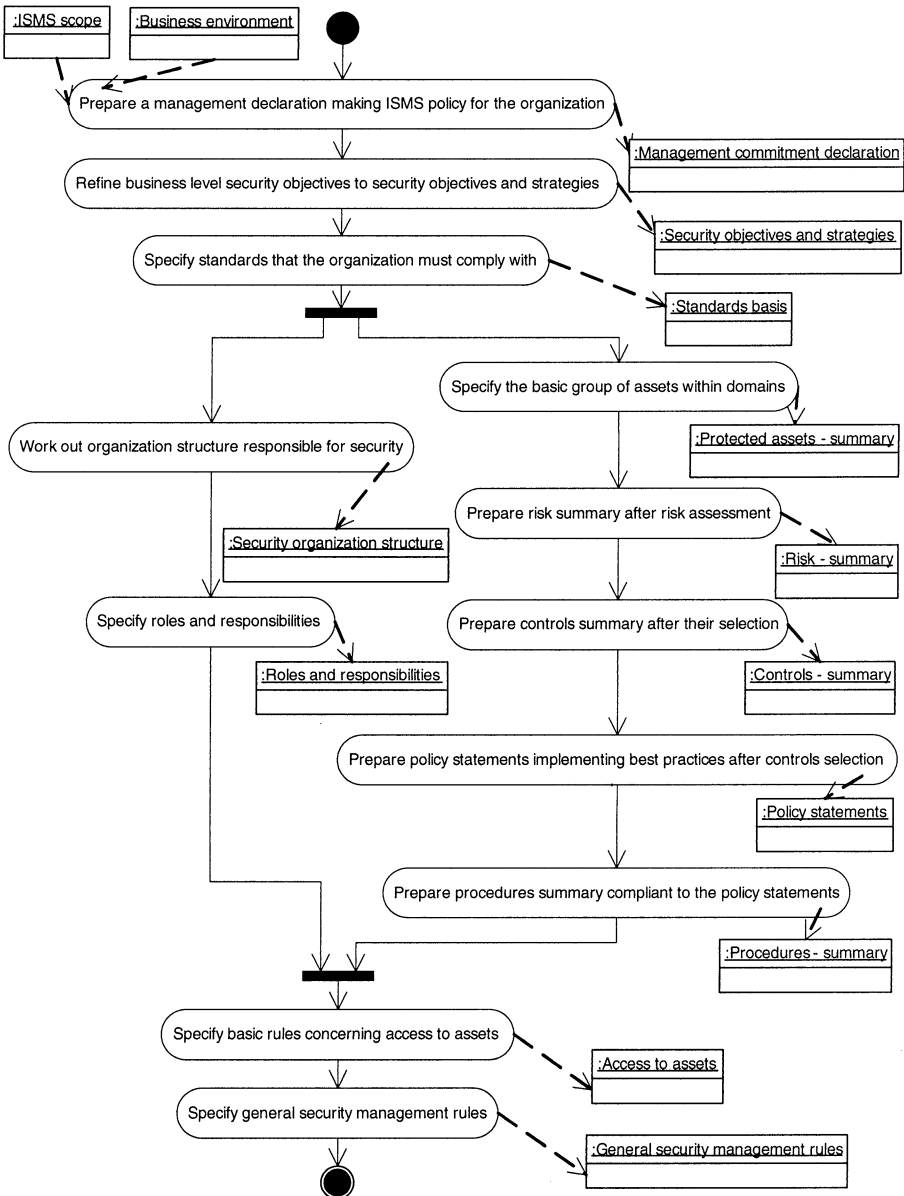 :ISMS scope
:Business environment
Prepare a management declaration making ISMS policy for the organization
:Management commitment declaration
Refine business level security objectives to security objectives and strategies
:Security objectives and strategies
Specify standards that the organization must comply with
:Standards basis
Specify the basic group of assets within domains
:Protected assets - summary
Work out organization structure responsible for security
:Security organization structure
Prepare risk summary after risk assessment
:Risk - summary
Specify roles and responsibilities
:Roles and responsibilities
Prepare controls summary after their selection
:Controls - summary
Prepare policy statements implementing best practices after controls selection
:Policy statements
Prepare procedures summary compliant to the policy statements
:Procedures - summary
Specify basic rules concerning access to assets
:Access to assets
Specify general security management rules
:General security management rules